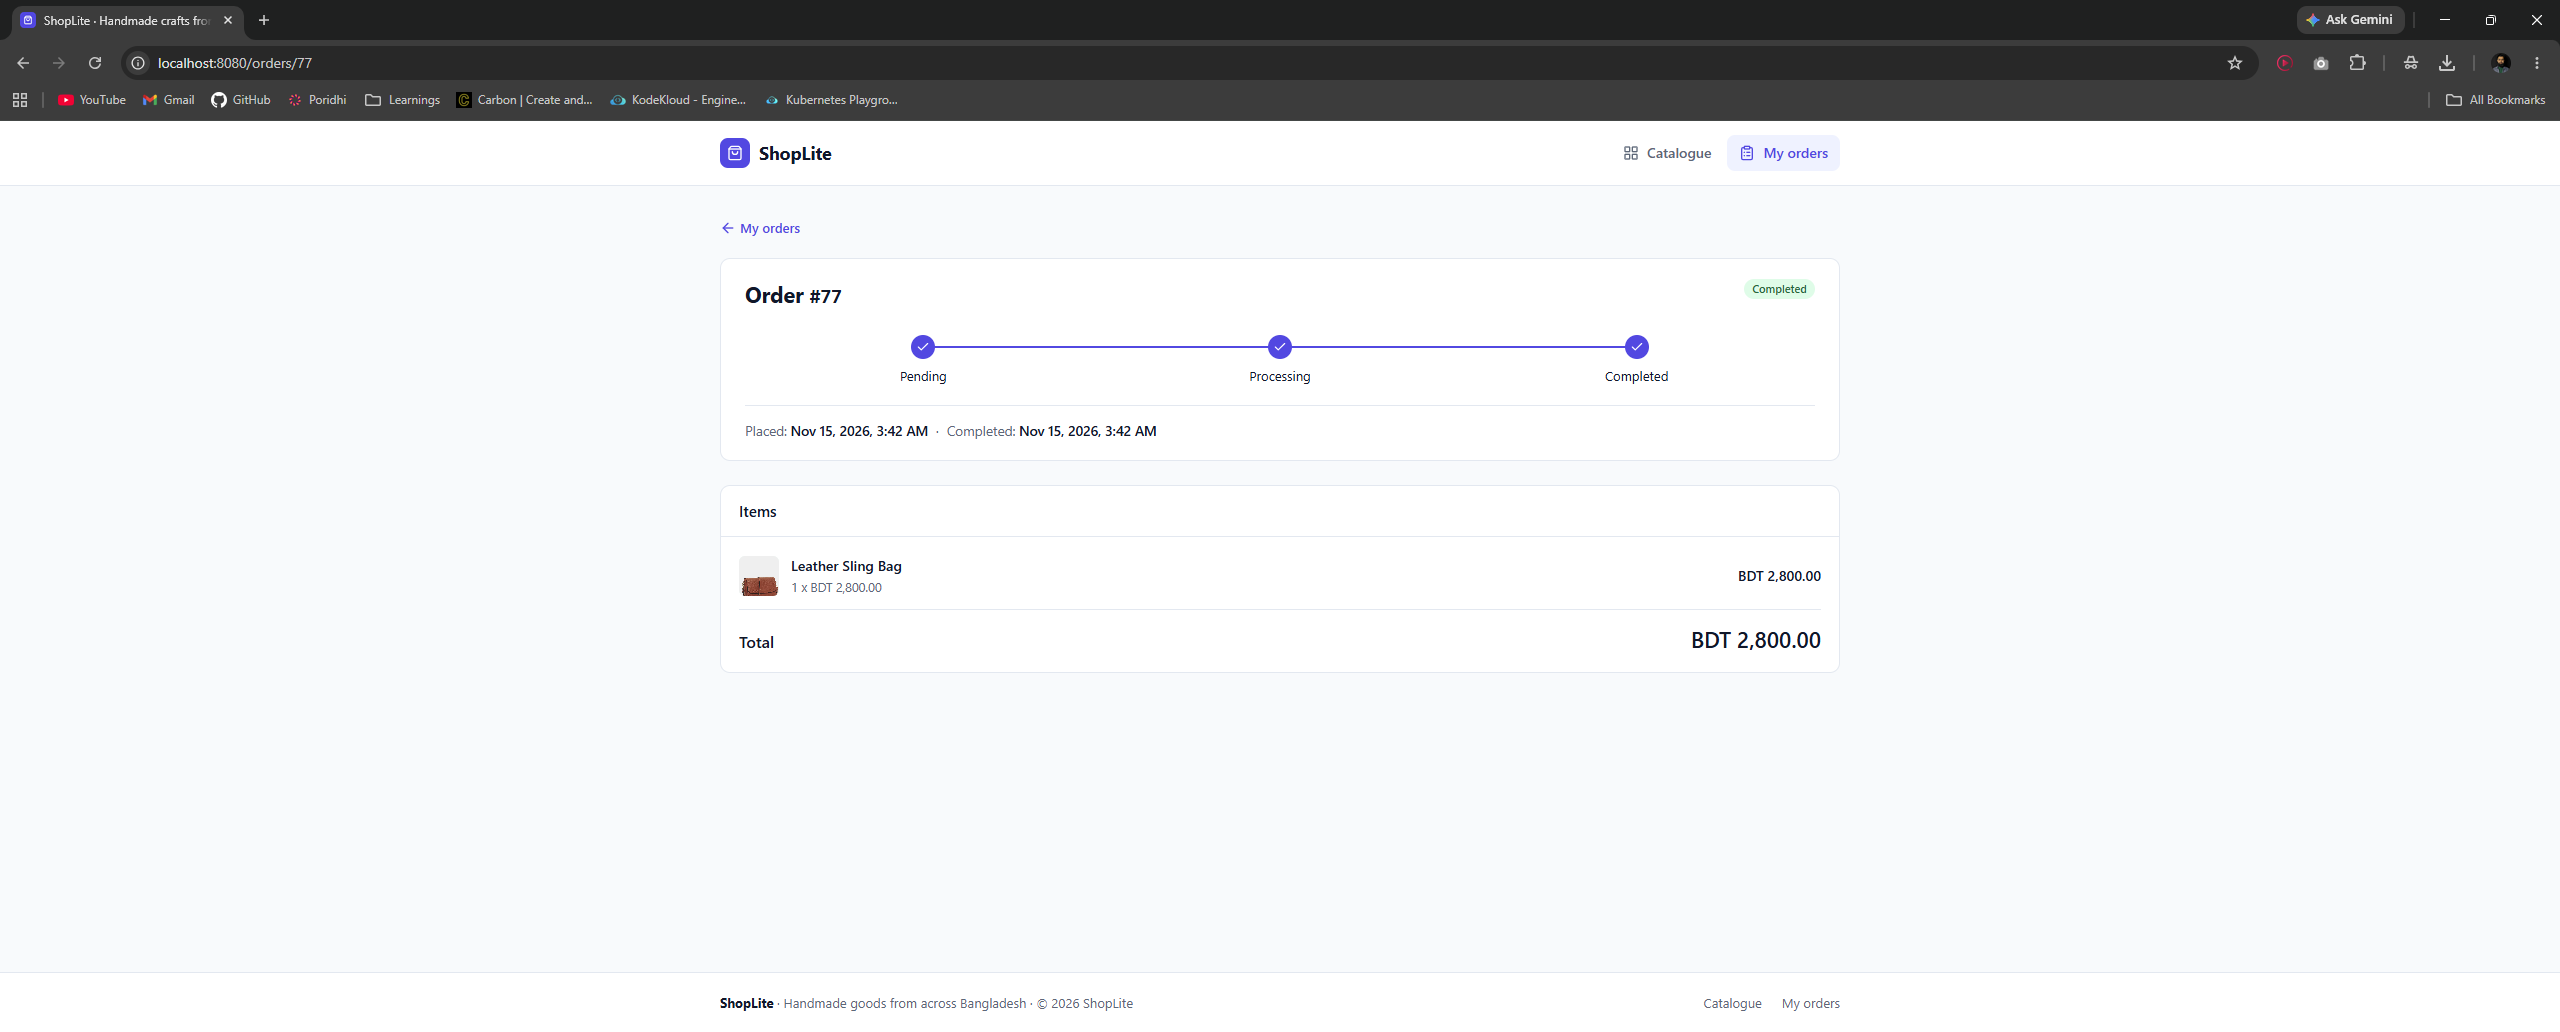 ShopLite · Handmade crafts fro
Ask Gemini
localhost:8080/orders/77
YouTube
Gmail
GitHub
Poridhi
Learnings
Carbon | Create and...
KodeKloud - Engine...
Kubernetes Playgro...
All Bookmarks
ShopLite
Catalogue
My orders
My orders
Order #77
Completed
Pending
Processing
Completed
Placed: Nov 15, 2026, 3:42 AM · Completed: Nov 15, 2026, 3:42 AM
Items
Leather Sling Bag
1 x BDT 2,800.00
BDT 2,800.00
Total
BDT 2,800.00
ShopLite · Handmade goods from across Bangladesh · © 2026 ShopLite
Catalogue
My orders